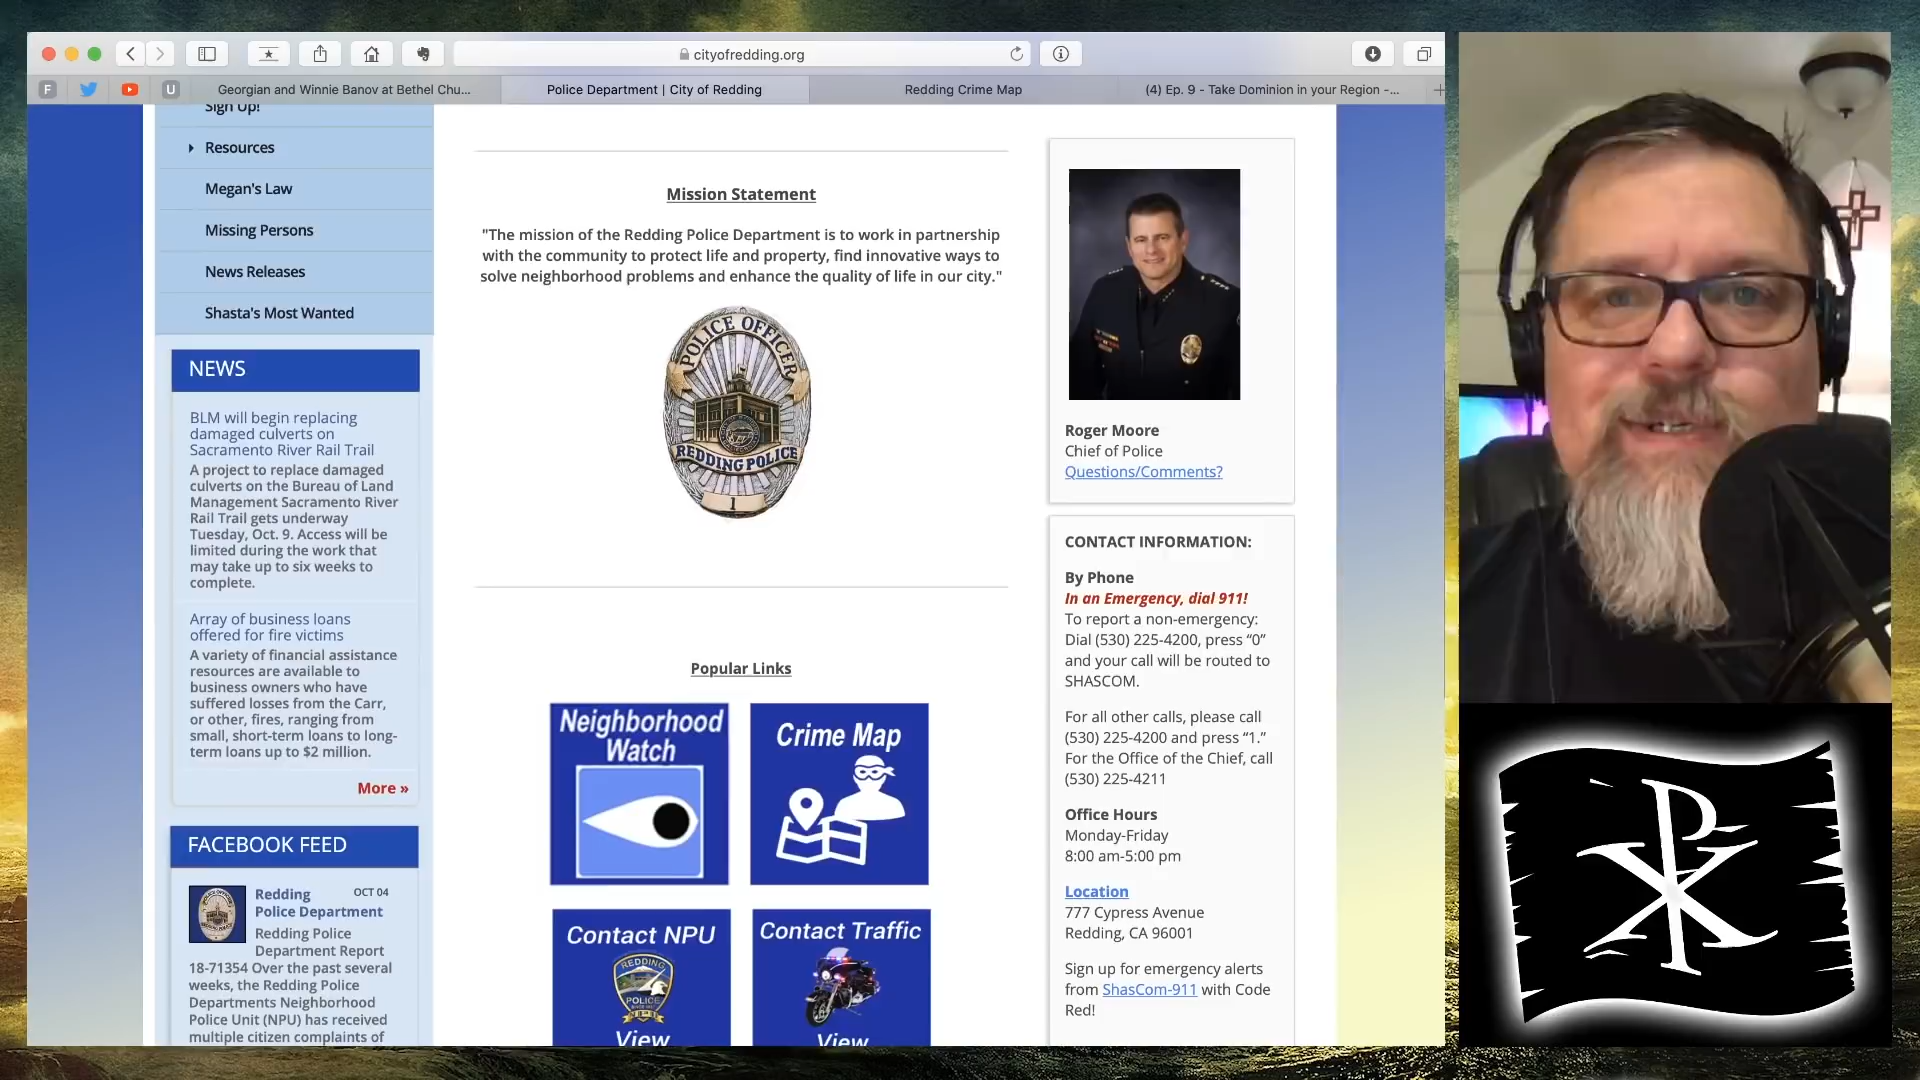 cityofredding.org
F
U
Georgian and Winnie Banov at Bethel Chu...
Police Department | City of Redding
Redding Crime Map
(4) Ep. 9 - Take Dominion in your Region -...
Sign Up!
Resources
Megan's Law
Missing Persons
News Releases
Shasta's Most Wanted
NEWS
BLM will begin replacing
damaged culverts on
Sacramento River Rail Trail
A project to replace damaged
culverts on the Bureau of Land
Management Sacramento River
Rail Trail gets underway
Tuesday, Oct. 9. Access will be
limited during the work that
may take up to six weeks to
complete.
Array of business loans
offered for fire victims
A variety of financial assistance
resources are available to
business owners who have
suffered losses from the Carr,
or other, fires, ranging from
small, short-term loans to long-
term loans up to $2 million.
More »
FACEBOOK FEED
Redding
Police Department
OCT 04
Redding Police
Department Report
18-71354 Over the past several
weeks, the Redding Police
Departments Neighborhood
Police Unit (NPU) has received
multiple citizen complaints of
Mission Statement
"The mission of the Redding Police Department is to work in partnership
with the community to protect life and property, find innovative ways to
solve neighborhood problems and enhance the quality of life in our city."
POLICE OFFICER
REDDING POLICE
1
Popular Links
Neighborhood
Watch
Crime Map
Contact NPU
REDDING
POLICE
View
Contact Traffic
View
Roger Moore
Chief of Police
Questions/Comments?
CONTACT INFORMATION:
By Phone
In an Emergency, dial 911!
To report a non-emergency:
Dial (530) 225-4200, press “0”
and your call will be routed to
SHASCOM.
For all other calls, please call
(530) 225-4200 and press “1.”
For the Office of the Chief, call
(530) 225-4211
Office Hours
Monday-Friday
8:00 am-5:00 pm
Location
777 Cypress Avenue
Redding, CA 96001
Sign up for emergency alerts
from ShasCom-911 with Code
Red!